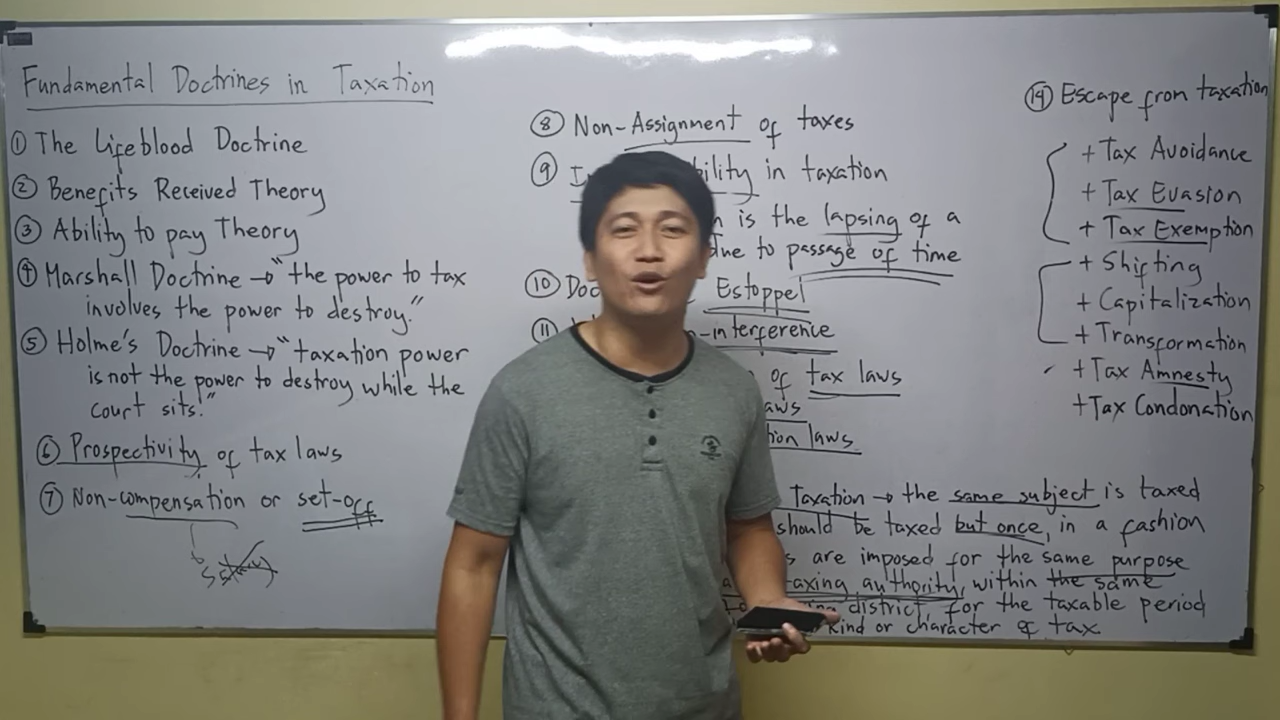 Fundamental Doctrines in Taxation
① The Lifeblood Doctrine
② Benefits Received Theory
③ Ability to pay Theory
④ Marshall Doctrine → "the power to tax
involves the power to destroy."
⑤ Holme's Doctrine → "taxation power
is not the power to destroy while the
court sits."
⑥ Prospectivity of tax laws
⑦ Non-compensation or set-off
⑧ Non-Assignment of taxes
⑨ in taxation
is the lapsing of a
due to passage of time
⑩ Estoppel
⑪ interference
of tax laws
laws.
Taxation → the same subject is taxed
should be taxed but once, in a fashion
are imposed for the same purpose
taxing authority, within the same
district, for the taxable period
kind or character of tax
⑭ Escape from taxation
+ Tax Avoidance
+ Tax Evasion
+ Tax Exemption
+ Shifting
+ Capitalization
+ Transformation
+ Tax Amnesty
+ Tax Condonation